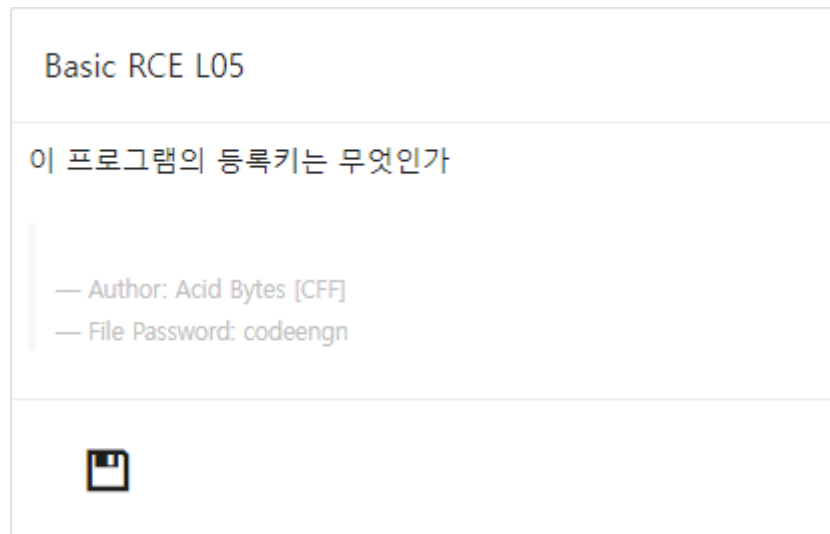 Basic RCE L05
이 프로그램의 등록키는 무엇인가
— Author: Acid Bytes [CFF]
— File Password: codeengn